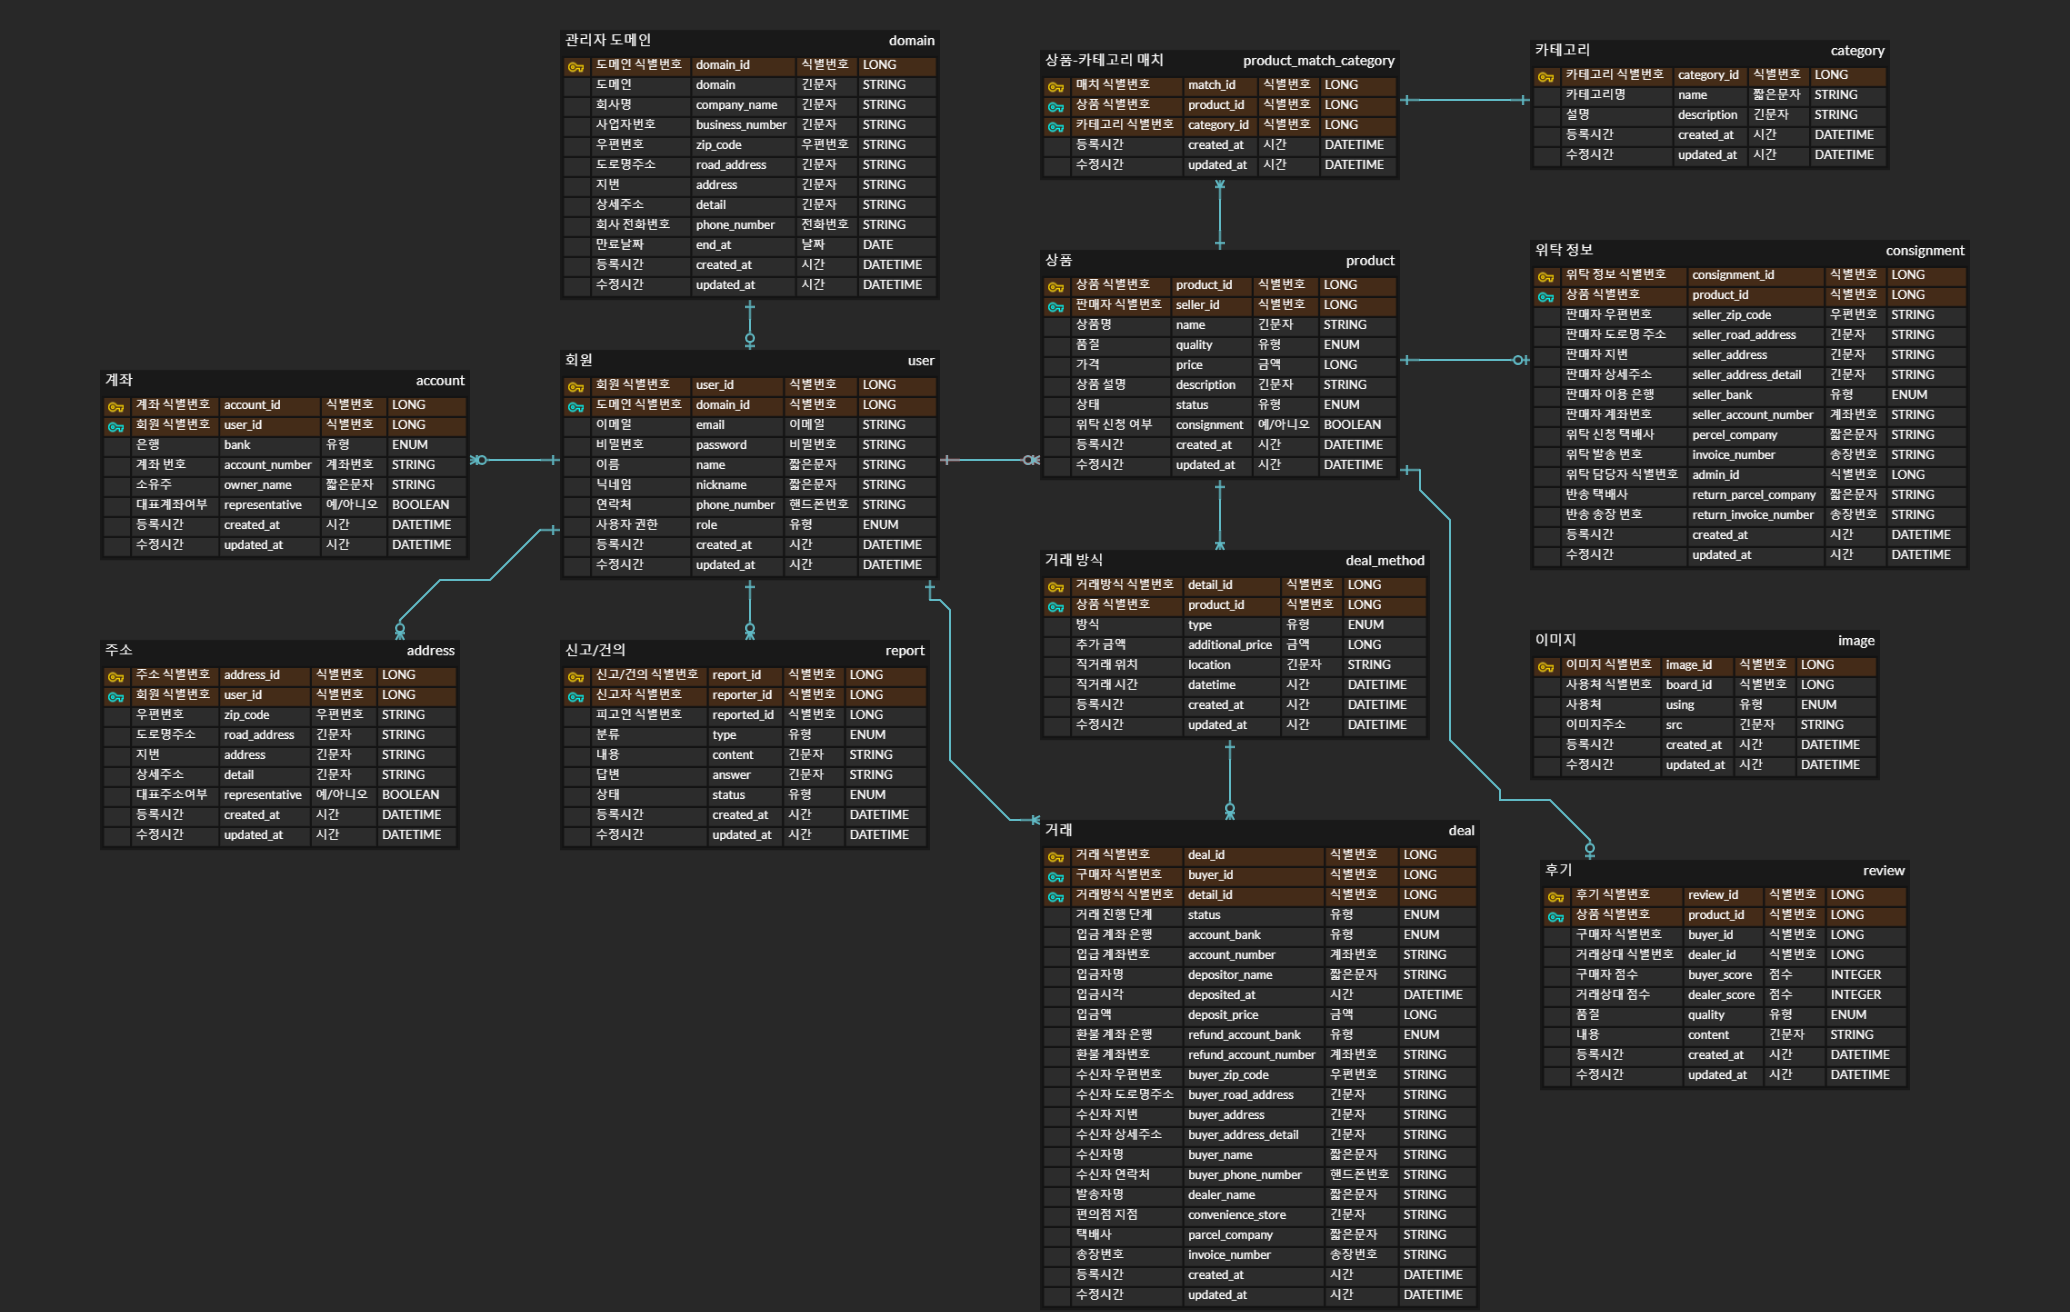 관리자 도메인 domain
도메인 식별번호 domain_id 식별번호 LONG
도메인 domain 긴문자 STRING
회사명 company_name 긴문자 STRING
사업자번호 business_number 긴문자 STRING
우편번호 zip_code 우편번호 STRING
도로명주소 road_address 긴문자 STRING
지번 address 긴문자 STRING
상세주소 detail 긴문자 STRING
회사 전화번호 phone_number 전화번호 STRING
만료날짜 end_at 날짜 DATE
등록시간 created_at 시간 DATETIME
수정시간 updated_at 시간 DATETIME
상품-카테고리 매치 product_match_category
매치 식별번호 match_id 식별번호 LONG
상품 식별번호 product_id 식별번호 LONG
카테고리 식별번호 category_id 식별번호 LONG
등록시간 created_at 시간 DATETIME
수정시간 updated_at 시간 DATETIME
카테고리 category
카테고리 식별번호 category_id 식별번호 LONG
카테고리명 name 짧은문자 STRING
설명 description 긴문자 STRING
등록시간 created_at 시간 DATETIME
수정시간 updated_at 시간 DATETIME
상품 product
상품 식별번호 product_id 식별번호 LONG
판매자 식별번호 seller_id 식별번호 LONG
상품명 name 긴문자 STRING
품질 quality 유형 ENUM
가격 price 금액 LONG
상품 설명 description 긴문자 STRING
상태 status 유형 ENUM
위탁 신청 여부 consignment 예/아니오 BOOLEAN
등록시간 created_at 시간 DATETIME
수정시간 updated_at 시간 DATETIME
위탁 정보 consignment
위탁 정보 식별번호 consignment_id 식별번호 LONG
상품 식별번호 product_id 식별번호 LONG
판매자 우편번호 seller_zip_code 우편번호 STRING
판매자 도로명 주소 seller_road_address 긴문자 STRING
판매자 지번 seller_address 긴문자 STRING
판매자 상세주소 seller_address_detail 긴문자 STRING
판매자 이용 은행 seller_bank 유형 ENUM
판매자 계좌번호 seller_account_number 계좌번호 STRING
위탁 신청 택배사 percel_company 짧은문자 STRING
위탁 발송 번호 invoice_number 송장번호 STRING
위탁 담당자 식별번호 admin_id 식별번호 LONG
반송 택배사 return_parcel_company 짧은문자 STRING
반송 송장 번호 return_invoice_number 송장번호 STRING
등록시간 created_at 시간 DATETIME
수정시간 updated_at 시간 DATETIME
회원 user
회원 식별번호 user_id 식별번호 LONG
도메인 식별번호 domain_id 식별번호 LONG
이메일 email 이메일 STRING
비밀번호 password 비밀번호 STRING
이름 name 짧은문자 STRING
닉네임 nickname 짧은문자 STRING
연락처 phone_number 핸드폰번호 STRING
사용자 권한 role 유형 ENUM
등록시간 created_at 시간 DATETIME
수정시간 updated_at 시간 DATETIME
계좌 account
계좌 식별번호 account_id 식별번호 LONG
회원 식별번호 user_id 식별번호 LONG
은행 bank 유형 ENUM
계좌 번호 account_number 계좌번호 STRING
소유주 owner_name 짧은문자 STRING
대표계좌여부 representative 예/아니오 BOOLEAN
등록시간 created_at 시간 DATETIME
수정시간 updated_at 시간 DATETIME
거래 방식 deal_method
거래방식 식별번호 detail_id 식별번호 LONG
상품 식별번호 product_id 식별번호 LONG
방식 type 유형 ENUM
추가 금액 additional_price 금액 LONG
직거래 위치 location 긴문자 STRING
직거래 시간 datetime 시간 DATETIME
등록시간 created_at 시간 DATETIME
수정시간 updated_at 시간 DATETIME
이미지 image
이미지 식별번호 image_id 식별번호 LONG
사용처 식별번호 board_id 식별번호 LONG
사용처 using 유형 ENUM
이미지주소 src 긴문자 STRING
등록시간 created_at 시간 DATETIME
수정시간 updated_at 시간 DATETIME
주소 address
주소 식별번호 address_id 식별번호 LONG
회원 식별번호 user_id 식별번호 LONG
우편번호 zip_code 우편번호 STRING
도로명주소 road_address 긴문자 STRING
지번 address 긴문자 STRING
상세주소 detail 긴문자 STRING
대표주소여부 representative 예/아니오 BOOLEAN
등록시간 created_at 시간 DATETIME
수정시간 updated_at 시간 DATETIME
신고/건의 report
신고/건의 식별번호 report_id 식별번호 LONG
신고자 식별번호 reporter_id 식별번호 LONG
피고인 식별번호 reported_id 식별번호 LONG
분류 type 유형 ENUM
내용 content 긴문자 STRING
답변 answer 긴문자 STRING
상태 status 유형 ENUM
등록시간 created_at 시간 DATETIME
수정시간 updated_at 시간 DATETIME
거래 deal
거래 식별번호 deal_id 식별번호 LONG
구매자 식별번호 buyer_id 식별번호 LONG
거래방식 식별번호 detail_id 식별번호 LONG
거래 진행 단계 status 유형 ENUM
입금 계좌 은행 account_bank 유형 ENUM
입급 계좌번호 account_number 계좌번호 STRING
입금자명 depositor_name 짧은문자 STRING
입금시각 deposited_at 시간 DATETIME
입금액 deposit_price 금액 LONG
환불 계좌 은행 refund_account_bank 유형 ENUM
환불 계좌번호 refund_account_number 계좌번호 STRING
수신자 우편번호 buyer_zip_code 우편번호 STRING
수신자 도로명주소 buyer_road_address 긴문자 STRING
수신자 지번 buyer_address 긴문자 STRING
수신자 상세주소 buyer_address_detail 긴문자 STRING
수신자명 buyer_name 짧은문자 STRING
수신자 연락처 buyer_phone_number 핸드폰번호 STRING
발송자명 dealer_name 짧은문자 STRING
편의점 지점 convenience_store 긴문자 STRING
택배사 parcel_company 짧은문자 STRING
송장번호 invoice_number 송장번호 STRING
등록시간 created_at 시간 DATETIME
수정시간 updated_at 시간 DATETIME
후기 review
후기 식별번호 review_id 식별번호 LONG
상품 식별번호 product_id 식별번호 LONG
구매자 식별번호 buyer_id 식별번호 LONG
거래상대 식별번호 dealer_id 식별번호 LONG
구매자 점수 buyer_score 점수 INTEGER
거래상대 점수 dealer_score 점수 INTEGER
품질 quality 유형 ENUM
내용 content 긴문자 STRING
등록시간 created_at 시간 DATETIME
수정시간 updated_at 시간 DATETIME